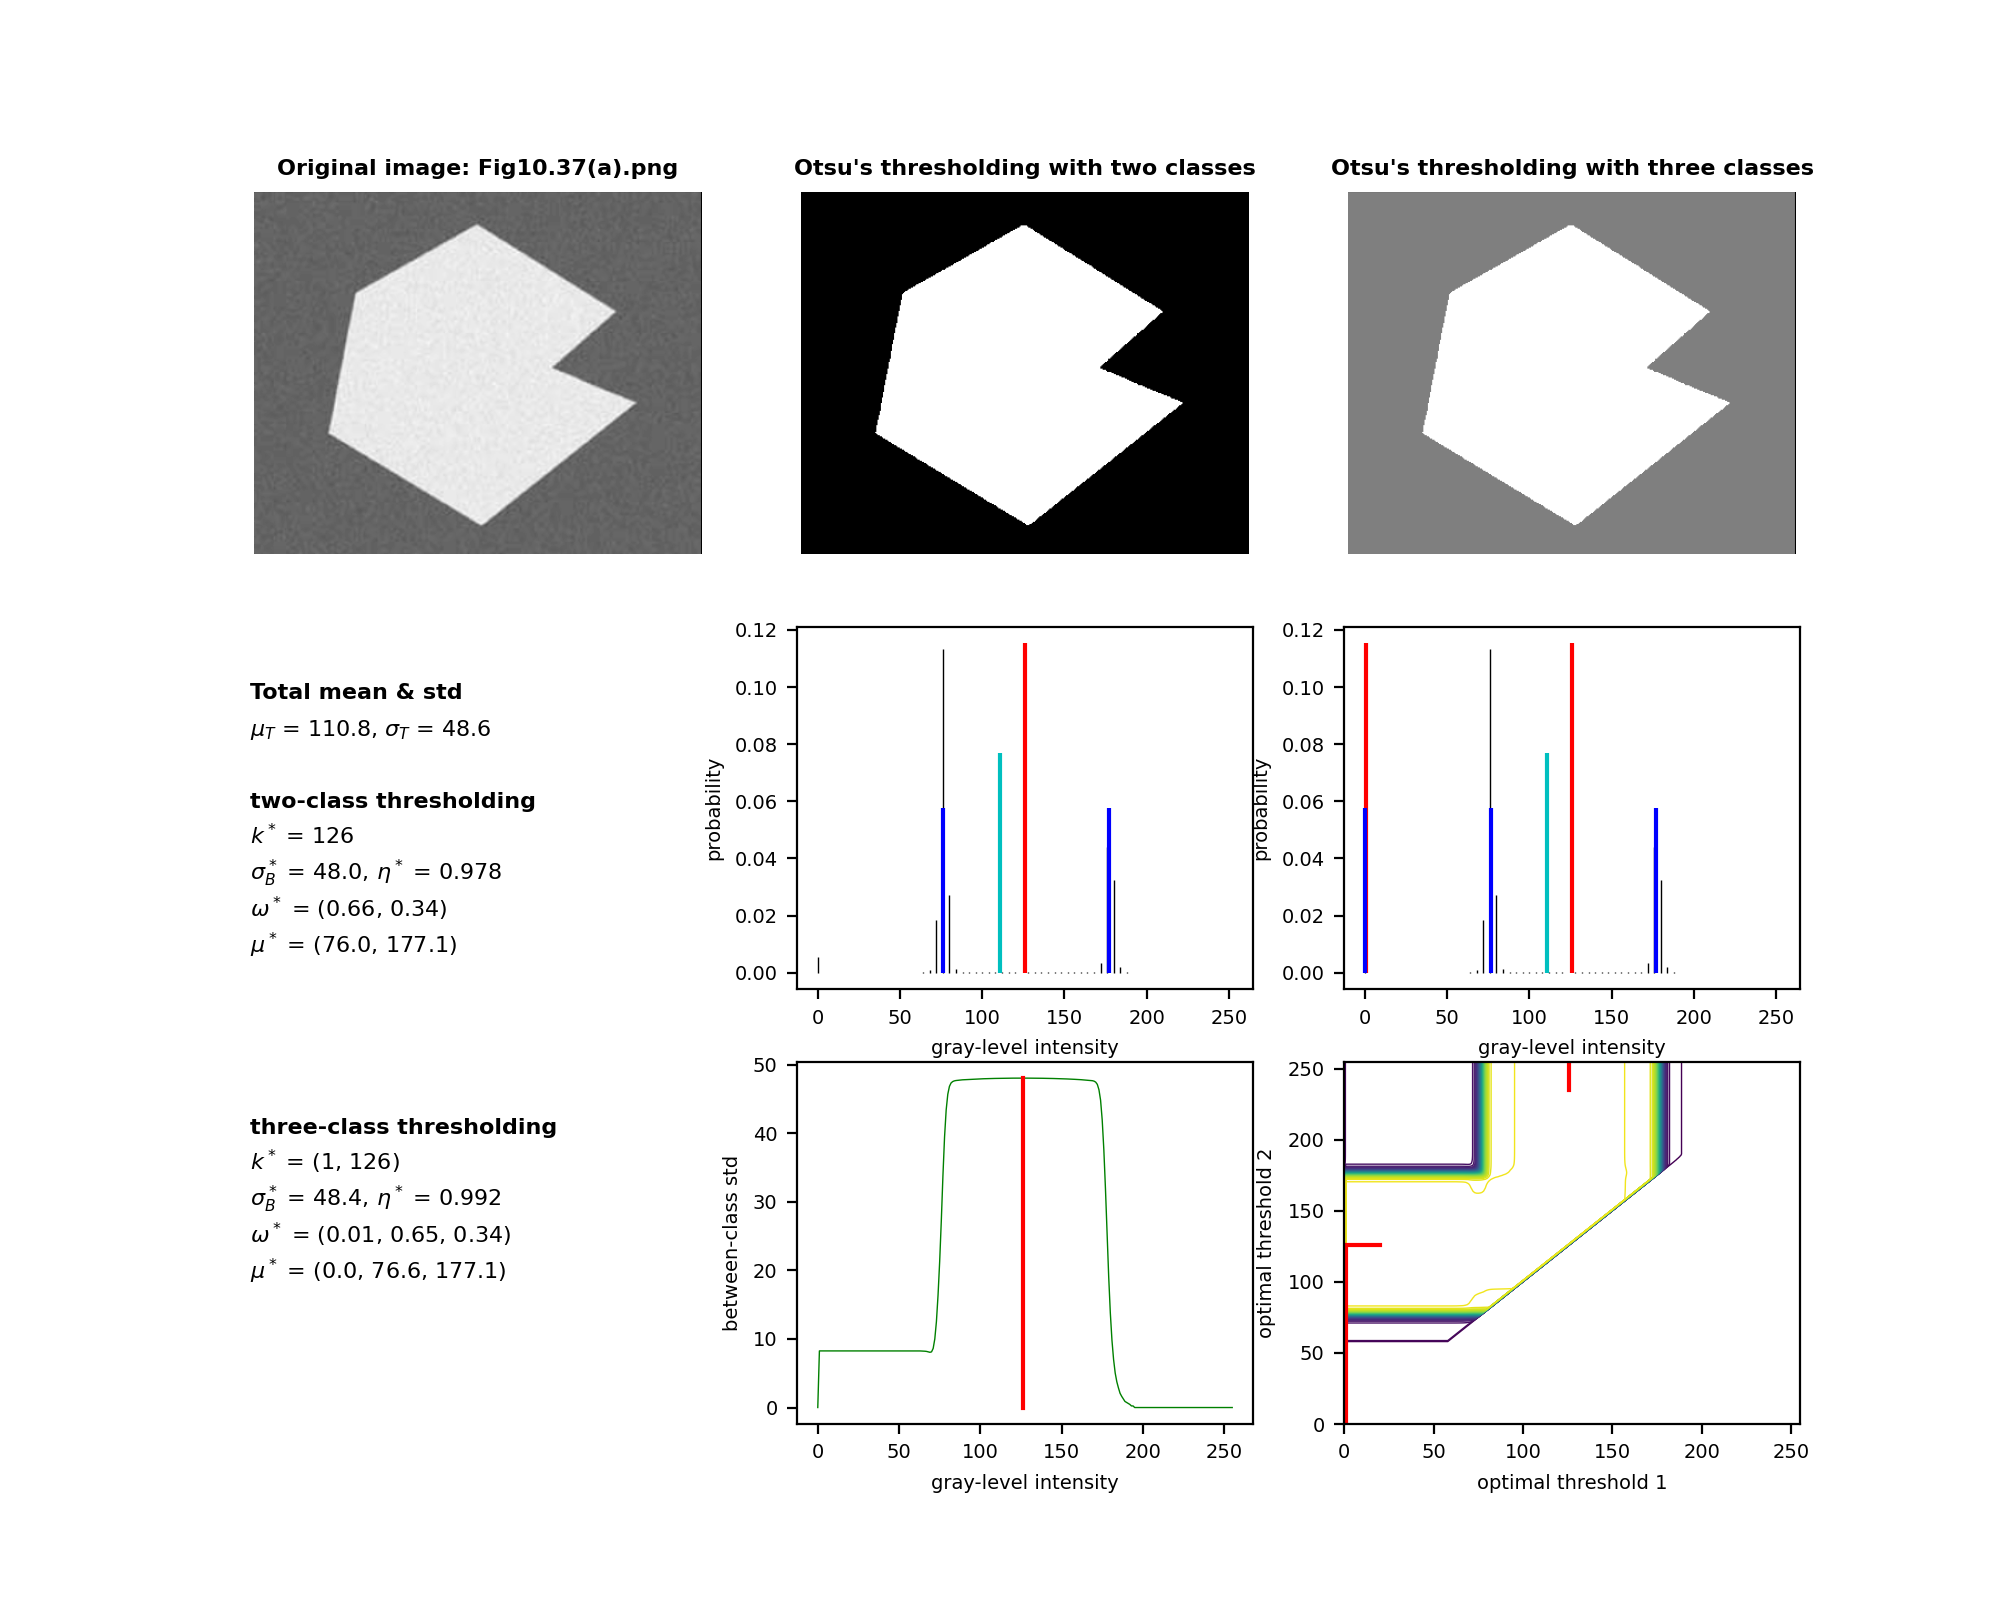 Original image: Fig10.37(a).png
Otsu's thresholding with two classes
Otsu's thresholding with three classes
Total mean & std
μ_T = 110.8, σ_T = 48.6
two-class thresholding
k* = 126
σ_B* = 48.0, η* = 0.978
ω* = (0.66, 0.34)
μ* = (76.0, 177.1)
three-class thresholding
k* = (1, 126)
σ_B* = 48.4, η* = 0.992
ω* = (0.01, 0.65, 0.34)
μ* = (0.0, 76.6, 177.1)
probability
0.12
0.10
0.08
0.06
0.04
0.02
0.00
0 50 100 150 200 250
gray-level intensity
probability
0.12
0.10
0.08
0.06
0.04
0.02
0.00
0 50 100 150 200 250
gray-level intensity
between-class std
50
40
30
20
10
0
0 50 100 150 200 250
gray-level intensity
optimal threshold 2
250
200
150
100
50
0
0 50 100 150 200 250
optimal threshold 1